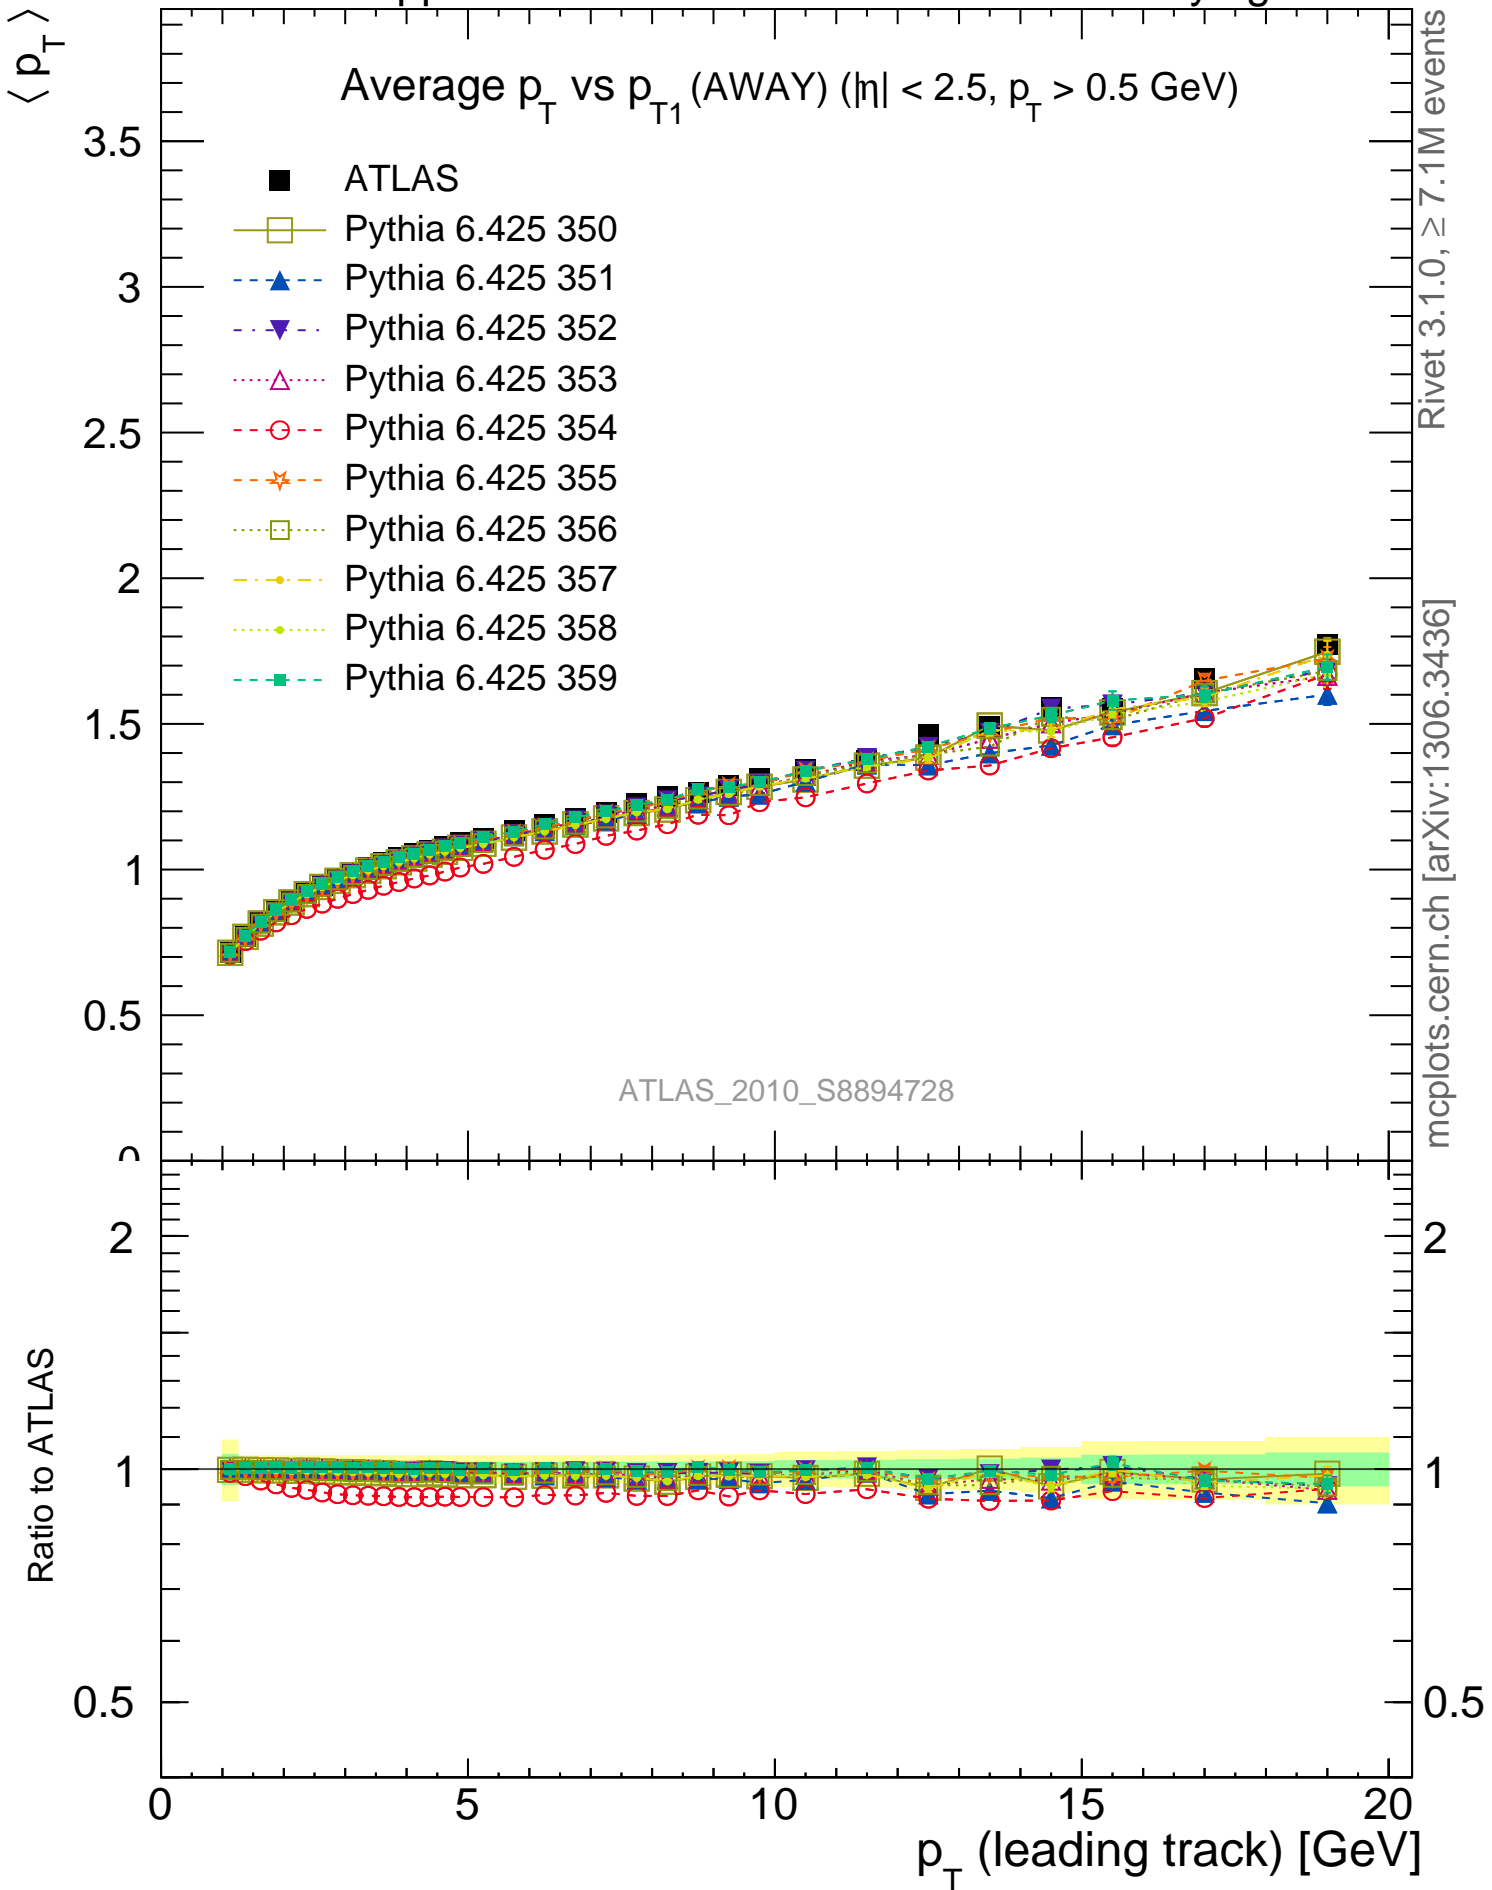 ⟨ p_T ⟩
Average p_T vs p_T1 (AWAY) (|η| < 2.5, p_T > 0.5 GeV)
ATLAS
Pythia 6.425 350
Pythia 6.425 351
Pythia 6.425 352
Pythia 6.425 353
Pythia 6.425 354
Pythia 6.425 355
Pythia 6.425 356
Pythia 6.425 357
Pythia 6.425 358
Pythia 6.425 359
3.5
3
2.5
2
1.5
1
0.5
0
ATLAS_2010_S8894728
Rivet 3.1.0, ≥ 7.1M events
mcplots.cern.ch [arXiv:1306.3436]
Ratio to ATLAS
2
1
0.5
2
1
0.5
0 5 10 15 20
p_T (leading track) [GeV]